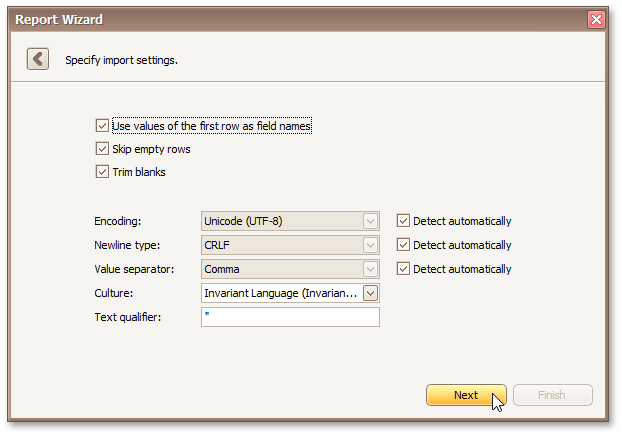 Report Wizard
Specify import settings.
Use values of the first row as field names
Skip empty rows
Trim blanks
Encoding: Unicode (UTF-8) Detect automatically
Newline type: CRLF Detect automatically
Value separator: Comma Detect automatically
Culture: Invariant Language (Invarian...
Text qualifier: "
Next Finish